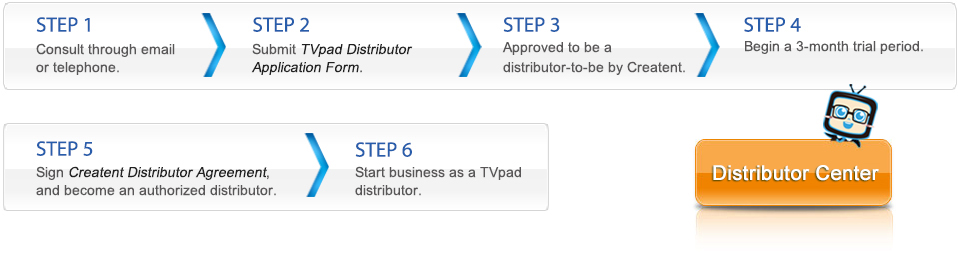 STEP 1
Consult through email
or telephone.
STEP 2
Submit TVpad Distributor
Application Form.
STEP 3
Approved to be a
distributor-to-be by Creatent.
STEP 4
Begin a 3-month trial period.
STEP 5
Sign Creatent Distributor Agreement,
and become an authorized distributor.
STEP 6
Start business as a TVpad
distributor.
Distributor Center